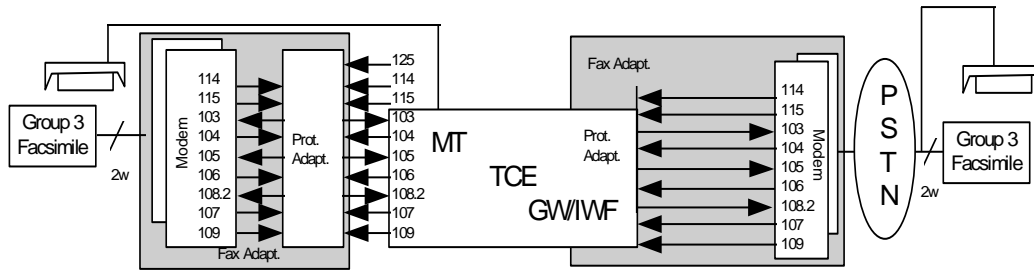 Group 3
Facsimile
2w
Modem
114
115
103
104
105
106
108.2
107
109
Fax Adapt.
Prot.
Adapt.
125
114
115
103
104
105
106
108.2
107
109
MT
TCE
GW/IWF
Fax Adapt.
Prot.
Adapt.
114
115
103
104
105
106
108.2
107
109
Modem
P
S
T
N
2w
Group 3
Facsimile